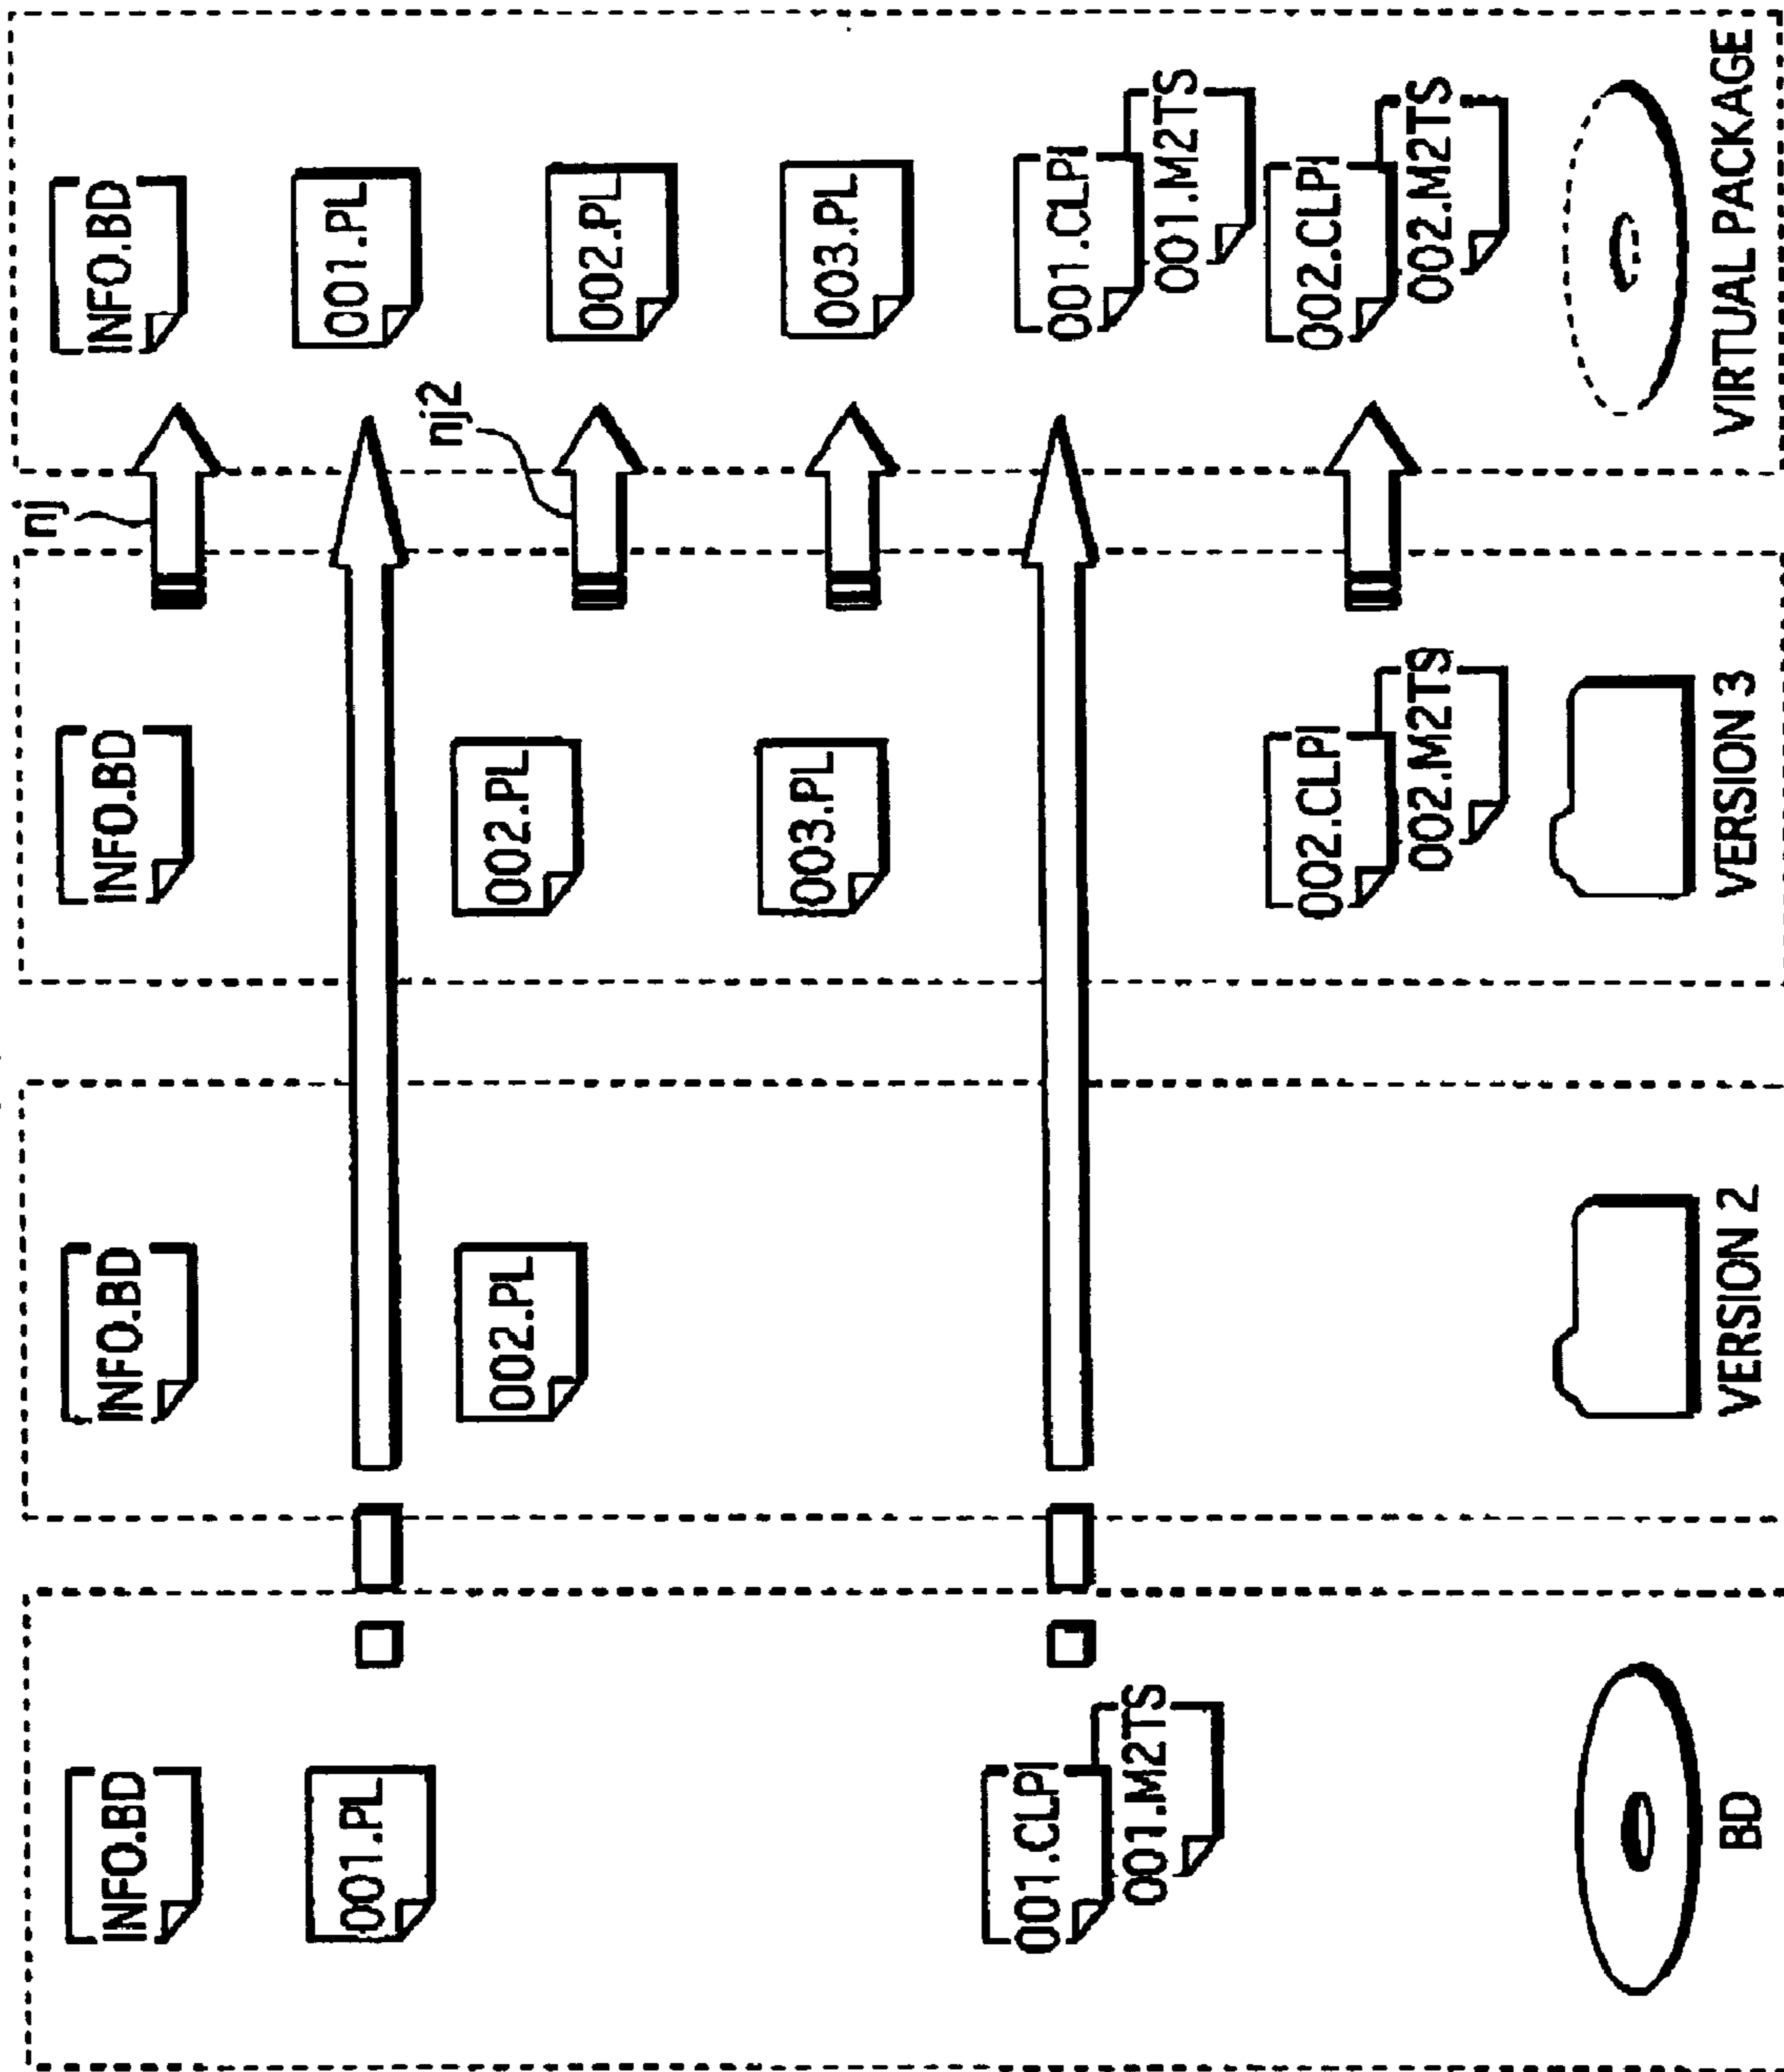 INFO.BD
001.PL
001.CLPI
001.M2TS
BD
INFO.BD
002.PL
VERSION 2
INFO.BD
002.PL
003.PL
002.CLPI
002.M2TS
VERSION 3
nj
nj2
INFO.BD
001.PL
002.PL
003.PL
001.CLPI
001.M2TS
002.CLPI
002.M2TS
VIRTUAL PACKAGE